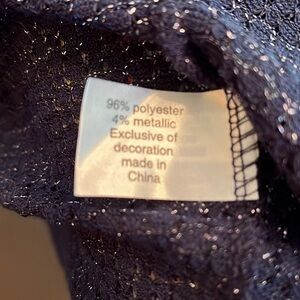 96% polyester
4% metallic
Exclusive of
decoration
made in
China